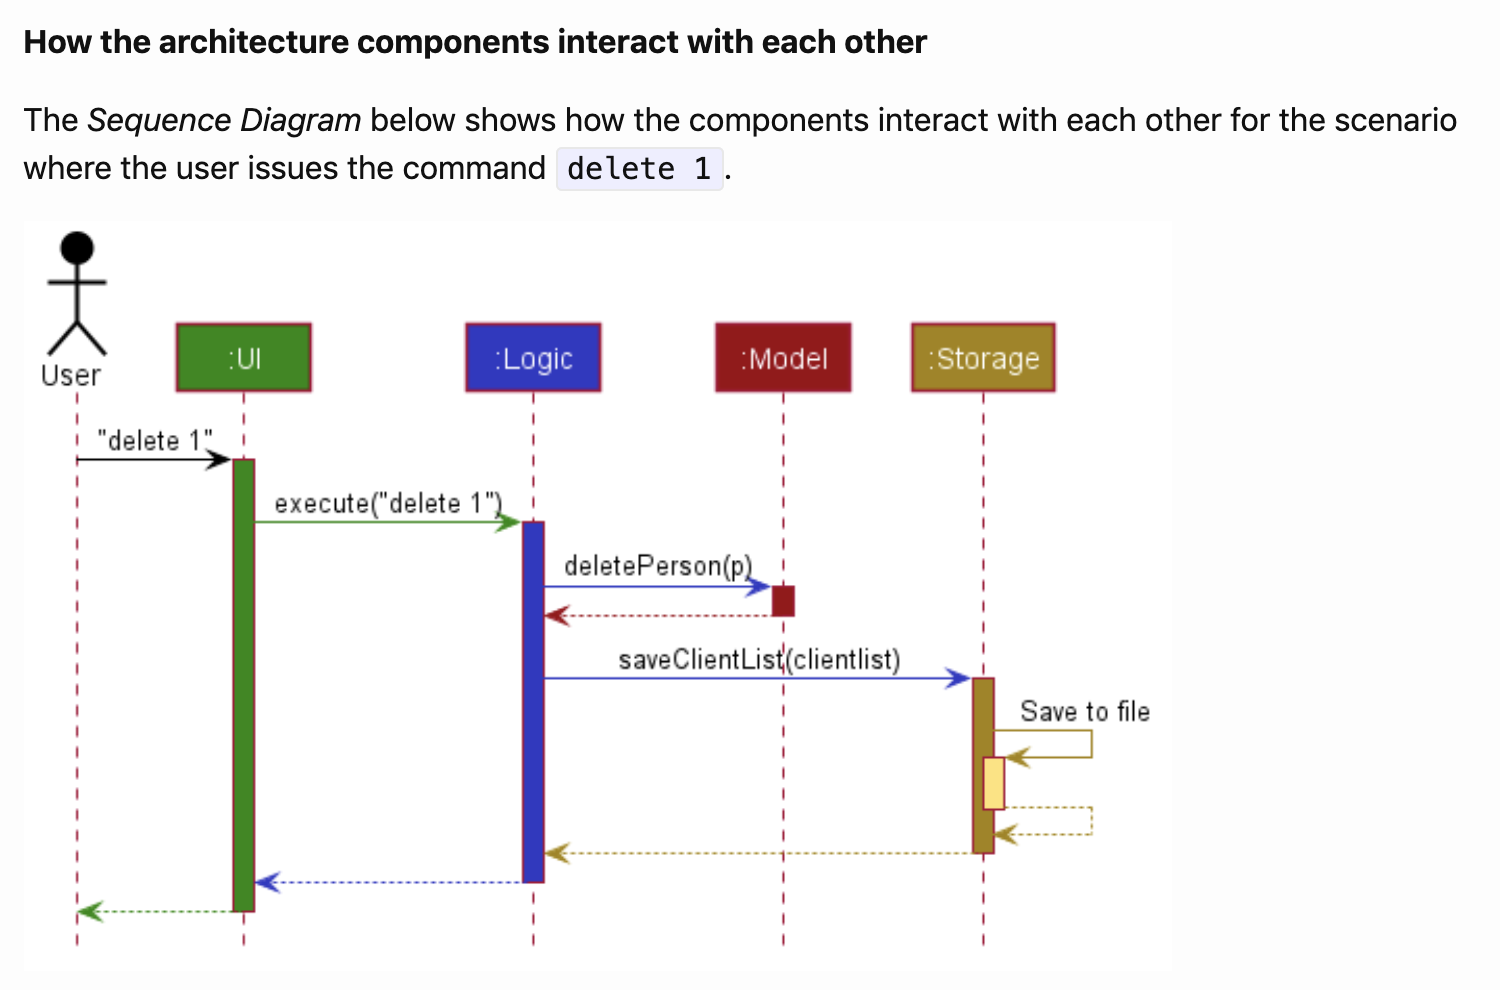 How the architecture components interact with each other
The Sequence Diagram below shows how the components interact with each other for the scenario
where the user issues the command delete 1.
User
:UI
:Logic
:Model
:Storage
"delete 1"
execute("delete 1")
deletePerson(p)
saveClientList(clientlist)
Save to file